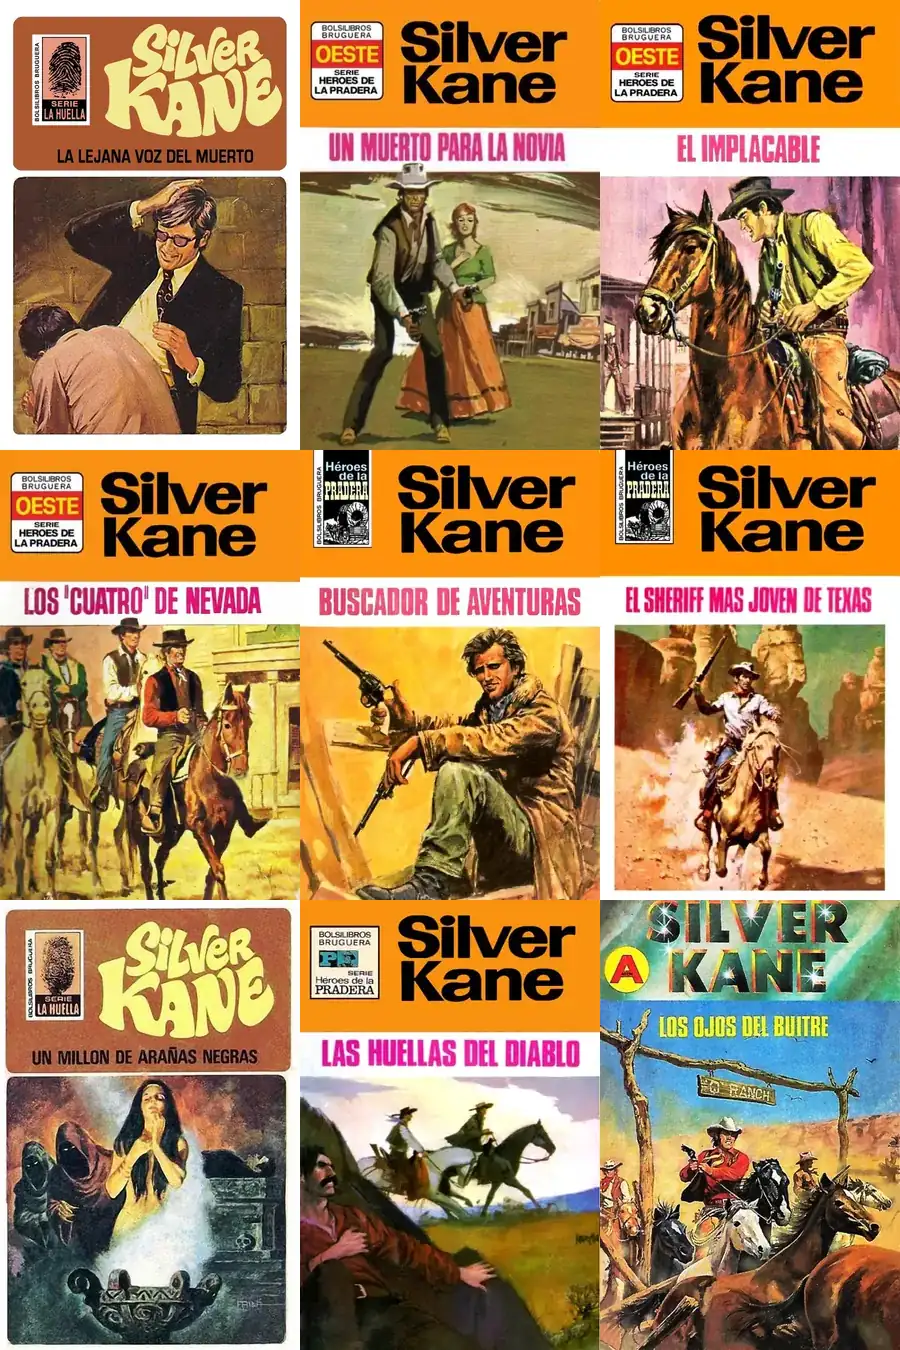 BOLSILIBROS BRUGUERA
SERIE
LA HUELLA
SILVER
KANE
LA LEJANA VOZ DEL MUERTO
BOLSILIBROS
BRUGUERA
OESTE
SERIE
HEROES DE
LA PRADERA
Silver
Kane
UN MUERTO PARA LA NOVIA
BOLSILIBROS
BRUGUERA
OESTE
SERIE
HEROES DE
LA PRADERA
Silver
Kane
EL IMPLACABLE
BOLSILIBROS
BRUGUERA
OESTE
SERIE
HEROES DE
LA PRADERA
Silver
Kane
LOS "CUATRO" DE NEVADA
BOLSILIBROS BRUGUERA
Héroes
de la
PRADERA
Silver
Kane
BUSCADOR DE AVENTURAS
BOLSILIBROS BRUGUERA
Héroes
de la
PRADERA
Silver
Kane
EL SHERIFF MAS JOVEN DE TEXAS
BOLSILIBROS BRUGUERA
SERIE
LA HUELLA
SILVER
KANE
UN MILLON DE ARAÑAS NEGRAS
BOLSILIBROS
BRUGUERA
SERIE
Héroes de la
PRADERA
Silver
Kane
LAS HUELLAS DEL DIABLO
SILVER
KANE
A
LOS OJOS DEL BUITRE
RANCH